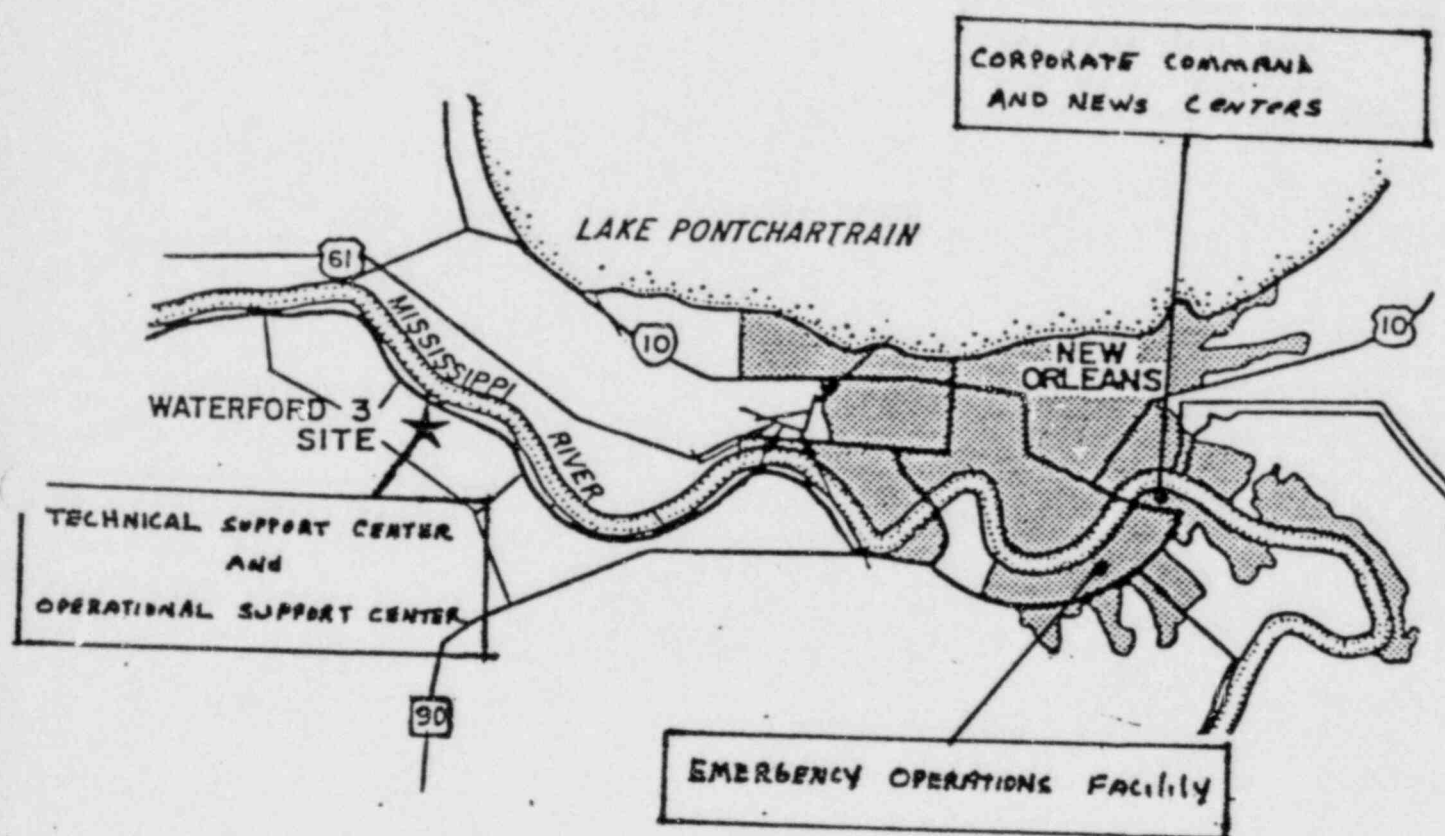 CORPORATE COMMAND
AND NEWS CENTERS
LAKE PONTCHARTRAIN
61
MISSISSIPPI
10
10
NEW
ORLEANS
WATERFORD 3
SITE
RIVER
TECHNICAL SUPPORT CENTER
AND
OPERATIONAL SUPPORT CENTER
90
EMERGENCY OPERATIONS FACILITY